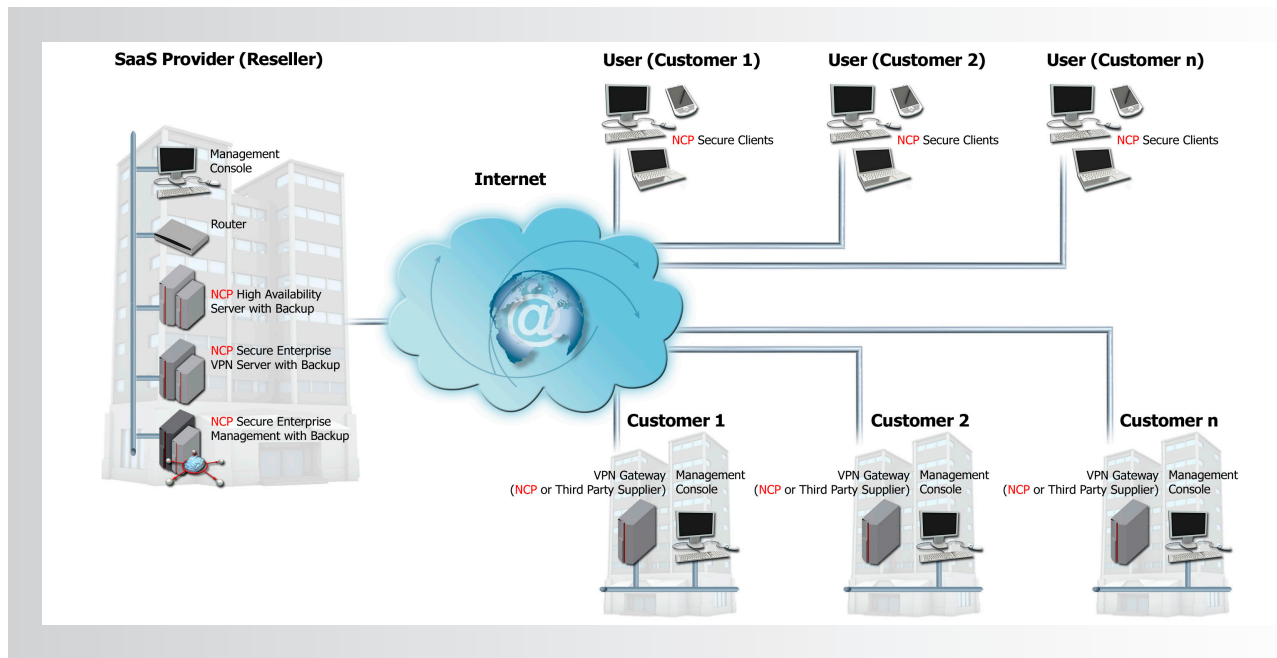 SaaS Provider (Reseller)
Management
Console
Router
NCP High Availability
Server with Backup
NCP Secure Enterprise
VPN Server with Backup
NCP Secure Enterprise
Management with Backup
Internet
@
User (Customer 1)
NCP Secure Clients
User (Customer 2)
NCP Secure Clients
User (Customer n)
NCP Secure Clients
Customer 1
VPN Gateway
(NCP or Third Party Supplier)
Management
Console
Customer 2
VPN Gateway
(NCP or Third Party Supplier)
Management
Console
Customer n
VPN Gateway
(NCP or Third Party Supplier)
Management
Console